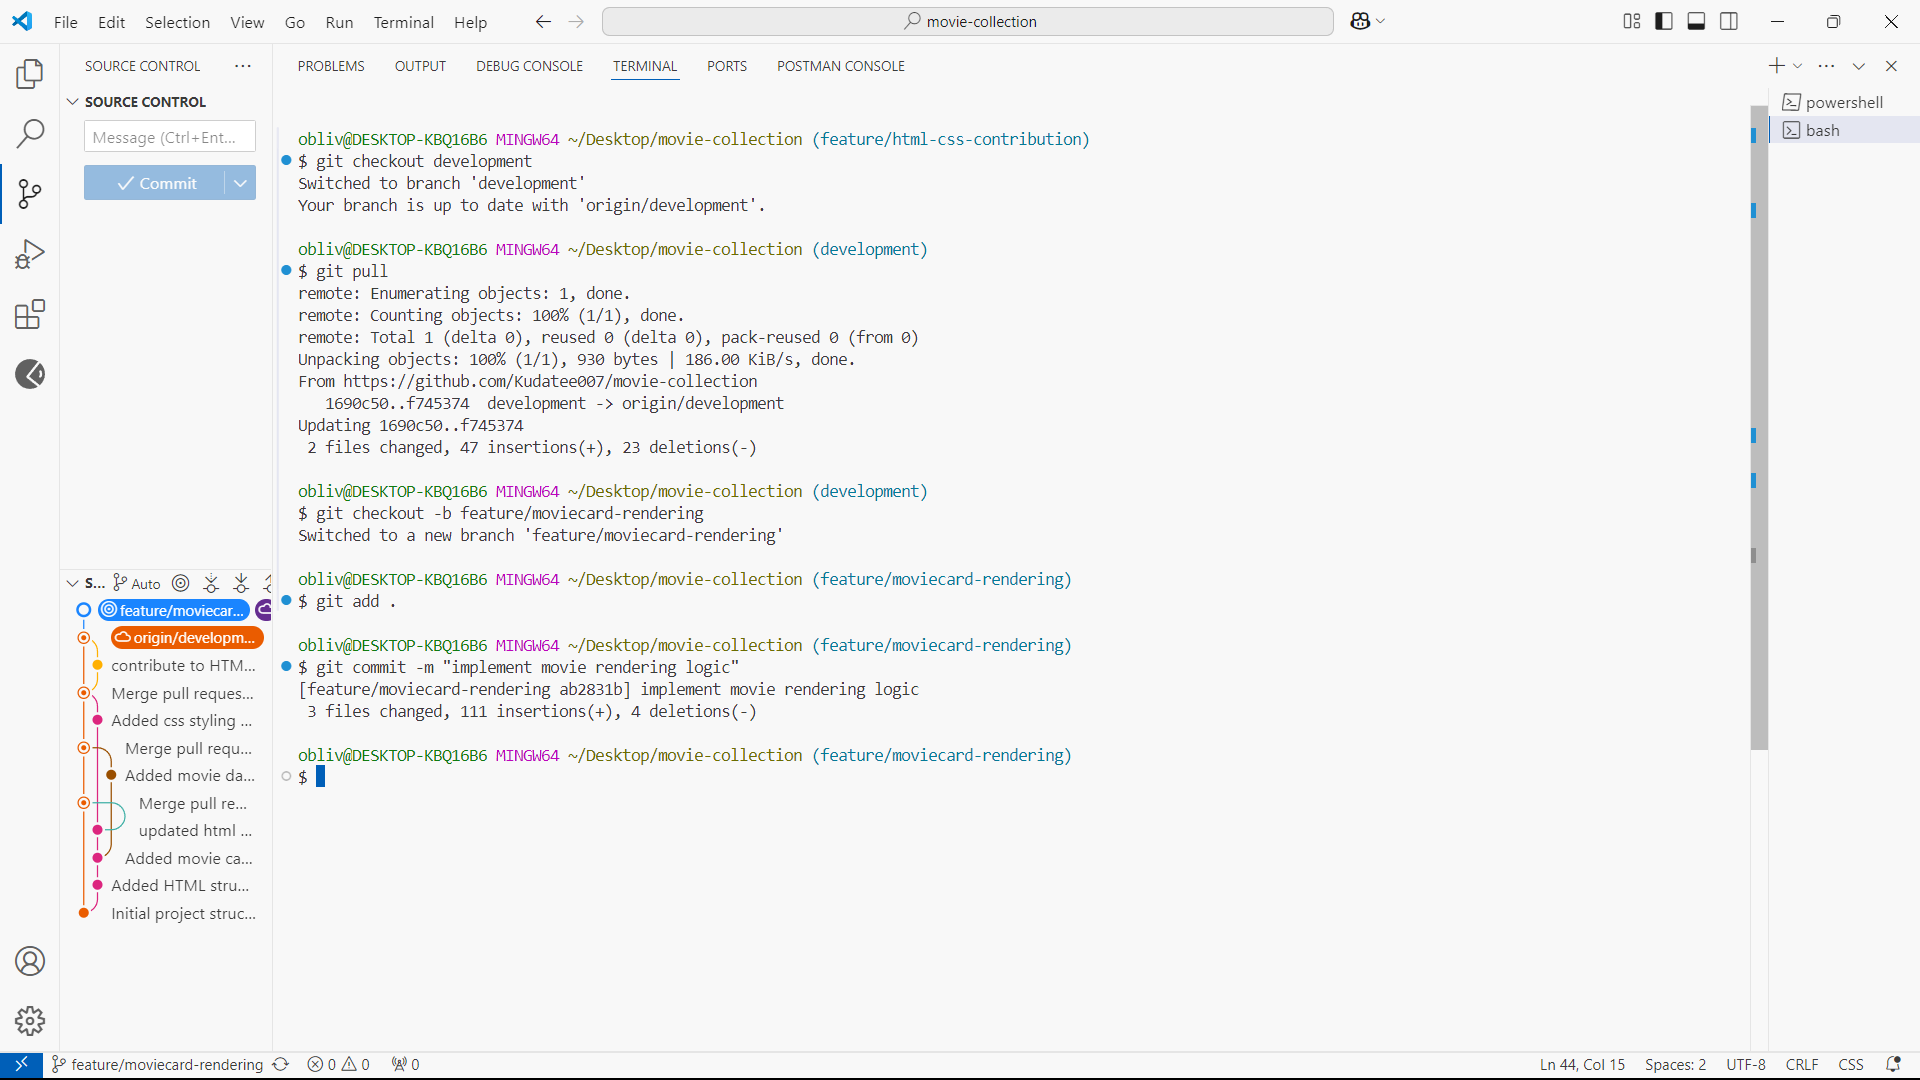 File Edit Selection View Go Run Terminal Help
movie-collection
SOURCE CONTROL
SOURCE CONTROL
Message (Ctrl+Ent...
Commit
PROBLEMS OUTPUT DEBUG CONSOLE TERMINAL PORTS POSTMAN CONSOLE
powershell
bash
obliv@DESKTOP-KBQ16B6 MINGW64 ~/Desktop/movie-collection (feature/html-css-contribution)
$ git checkout development
Switched to branch 'development'
Your branch is up to date with 'origin/development'.
obliv@DESKTOP-KBQ16B6 MINGW64 ~/Desktop/movie-collection (development)
$ git pull
remote: Enumerating objects: 1, done.
remote: Counting objects: 100% (1/1), done.
remote: Total 1 (delta 0), reused 0 (delta 0), pack-reused 0 (from 0)
Unpacking objects: 100% (1/1), 930 bytes | 186.00 KiB/s, done.
From https://github.com/Kudatee007/movie-collection
1690c50..f745374  development -> origin/development
Updating 1690c50..f745374
2 files changed, 47 insertions(+), 23 deletions(-)
obliv@DESKTOP-KBQ16B6 MINGW64 ~/Desktop/movie-collection (development)
$ git checkout -b feature/moviecard-rendering
Switched to a new branch 'feature/moviecard-rendering'
obliv@DESKTOP-KBQ16B6 MINGW64 ~/Desktop/movie-collection (feature/moviecard-rendering)
$ git add .
obliv@DESKTOP-KBQ16B6 MINGW64 ~/Desktop/movie-collection (feature/moviecard-rendering)
$ git commit -m "implement movie rendering logic"
[feature/moviecard-rendering ab2831b] implement movie rendering logic
3 files changed, 111 insertions(+), 4 deletions(-)
obliv@DESKTOP-KBQ16B6 MINGW64 ~/Desktop/movie-collection (feature/moviecard-rendering)
$
S... Auto
feature/moviecar...
origin/developm...
contribute to HTM...
Merge pull reques...
Added css styling ...
Merge pull requ...
Added movie da...
Merge pull re...
updated html ...
Added movie ca...
Added HTML stru...
Initial project struc...
feature/moviecard-rendering 0 0 0
Ln 44, Col 15 Spaces: 2 UTF-8 CRLF CSS